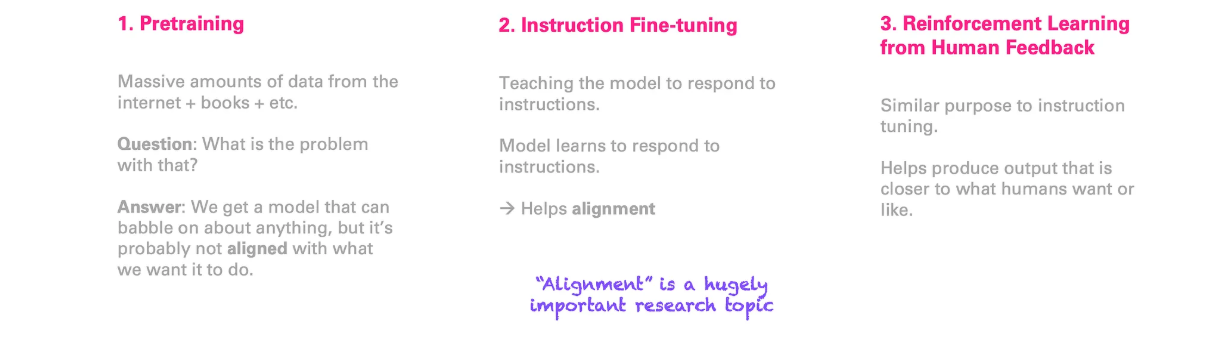 1. Pretraining
Massive amounts of data from the
internet + books + etc.
Question: What is the problem
with that?
Answer: We get a model that can
babble on about anything, but it's
probably not aligned with what
we want it to do.
2. Instruction Fine-tuning
Teaching the model to respond to
instructions.
Model learns to respond to
instructions.
→ Helps alignment
“Alignment” is a hugely
important research topic
3. Reinforcement Learning
from Human Feedback
Similar purpose to instruction
tuning.
Helps produce output that is
closer to what humans want or
like.